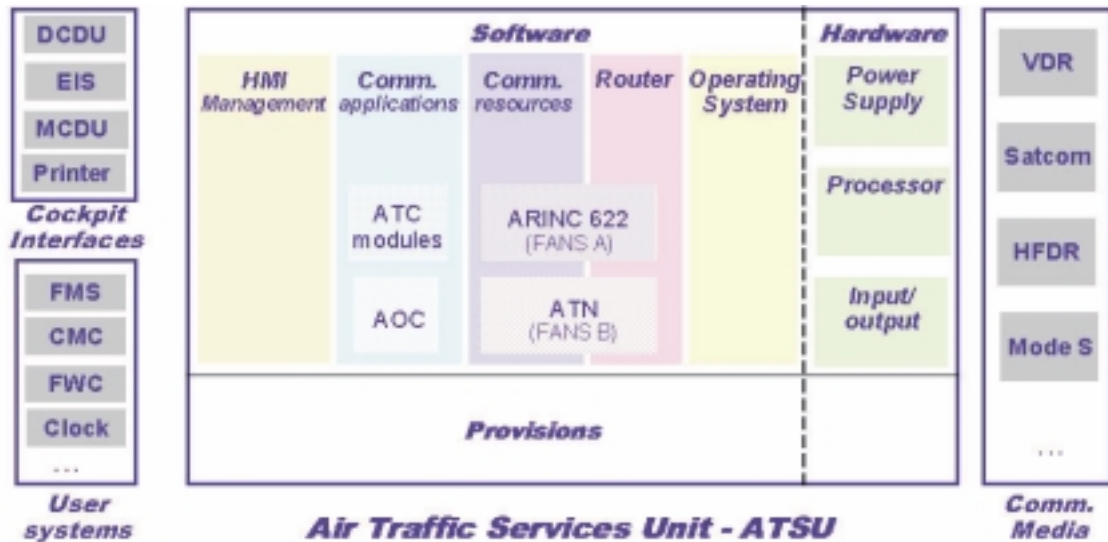 DCDU
EIS
MCDU
Printer
Cockpit
Interfaces
FMS
CMC
FWC
Clock
...
User
systems
Software
HMI
Management
Comm.
applications
Comm.
resources
Router
Operating
System
ATC
modules
AOC
ARINC 622
(FANS A)
ATN
(FANS B)
Hardware
Power
Supply
Processor
Input/
output
Provisions
Air Traffic Services Unit - ATSU
VDR
Satcom
HFDR
Mode S
...
Comm.
Media